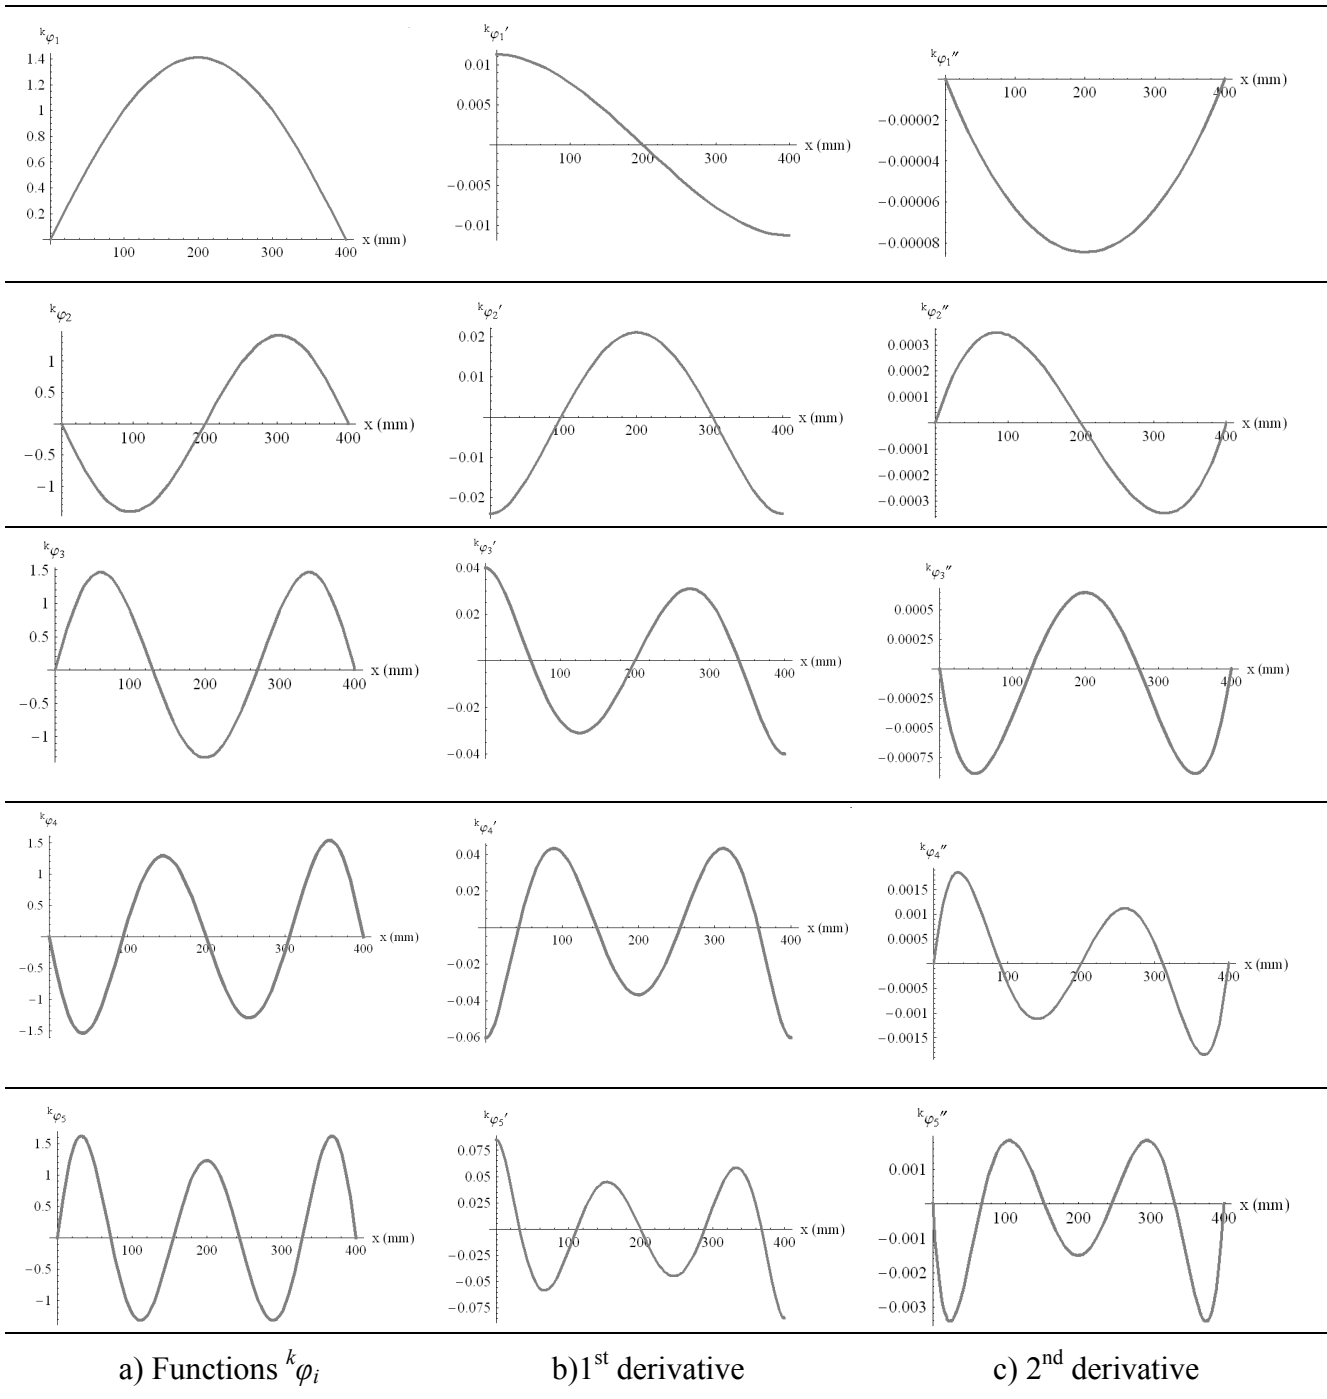 ᵏφ₁
1.4
1.2
1
0.8
0.6
0.4
0.2
100 200 300 400
x (mm)
ᵏφ₁′
0.01
0.005
−0.005
−0.01
100 200 300 400
x (mm)
ᵏφ₁″
100 200 300 400
x (mm)
−0.00002
−0.00004
−0.00006
−0.00008
ᵏφ₂
1
0.5
−0.5
−1
100 200 300 400
x (mm)
ᵏφ₂′
0.02
0.01
−0.01
−0.02
100 200 300 400
x (mm)
ᵏφ₂″
0.0003
0.0002
0.0001
−0.0001
−0.0002
−0.0003
100 200 300 400
x (mm)
ᵏφ₃
1.5
1
0.5
−0.5
−1
100 200 300 400
x (mm)
ᵏφ₃′
0.04
0.02
−0.02
−0.04
100 200 300 400
x (mm)
ᵏφ₃″
0.0005
0.00025
−0.00025
−0.0005
−0.00075
100 200 300 400
x (mm)
ᵏφ₄
1.5
1
0.5
−0.5
−1
−1.5
100 200 300 400
x (mm)
ᵏφ₄′
0.04
0.02
−0.02
−0.04
−0.06
100 200 300 400
x (mm)
ᵏφ₄″
0.0015
0.001
0.0005
−0.0005
−0.001
−0.0015
100 200 300 400
x (mm)
ᵏφ₅
1.5
1
0.5
−0.5
−1
100 200 300 400
x (mm)
ᵏφ₅′
0.075
0.05
0.025
−0.025
−0.05
−0.075
100 200 300 400
x (mm)
ᵏφ₅″
0.001
−0.001
−0.002
−0.003
100 200 300 400
x (mm)
a) Functions ᵏφᵢ
b)1ˢᵗ derivative
c) 2ⁿᵈ derivative